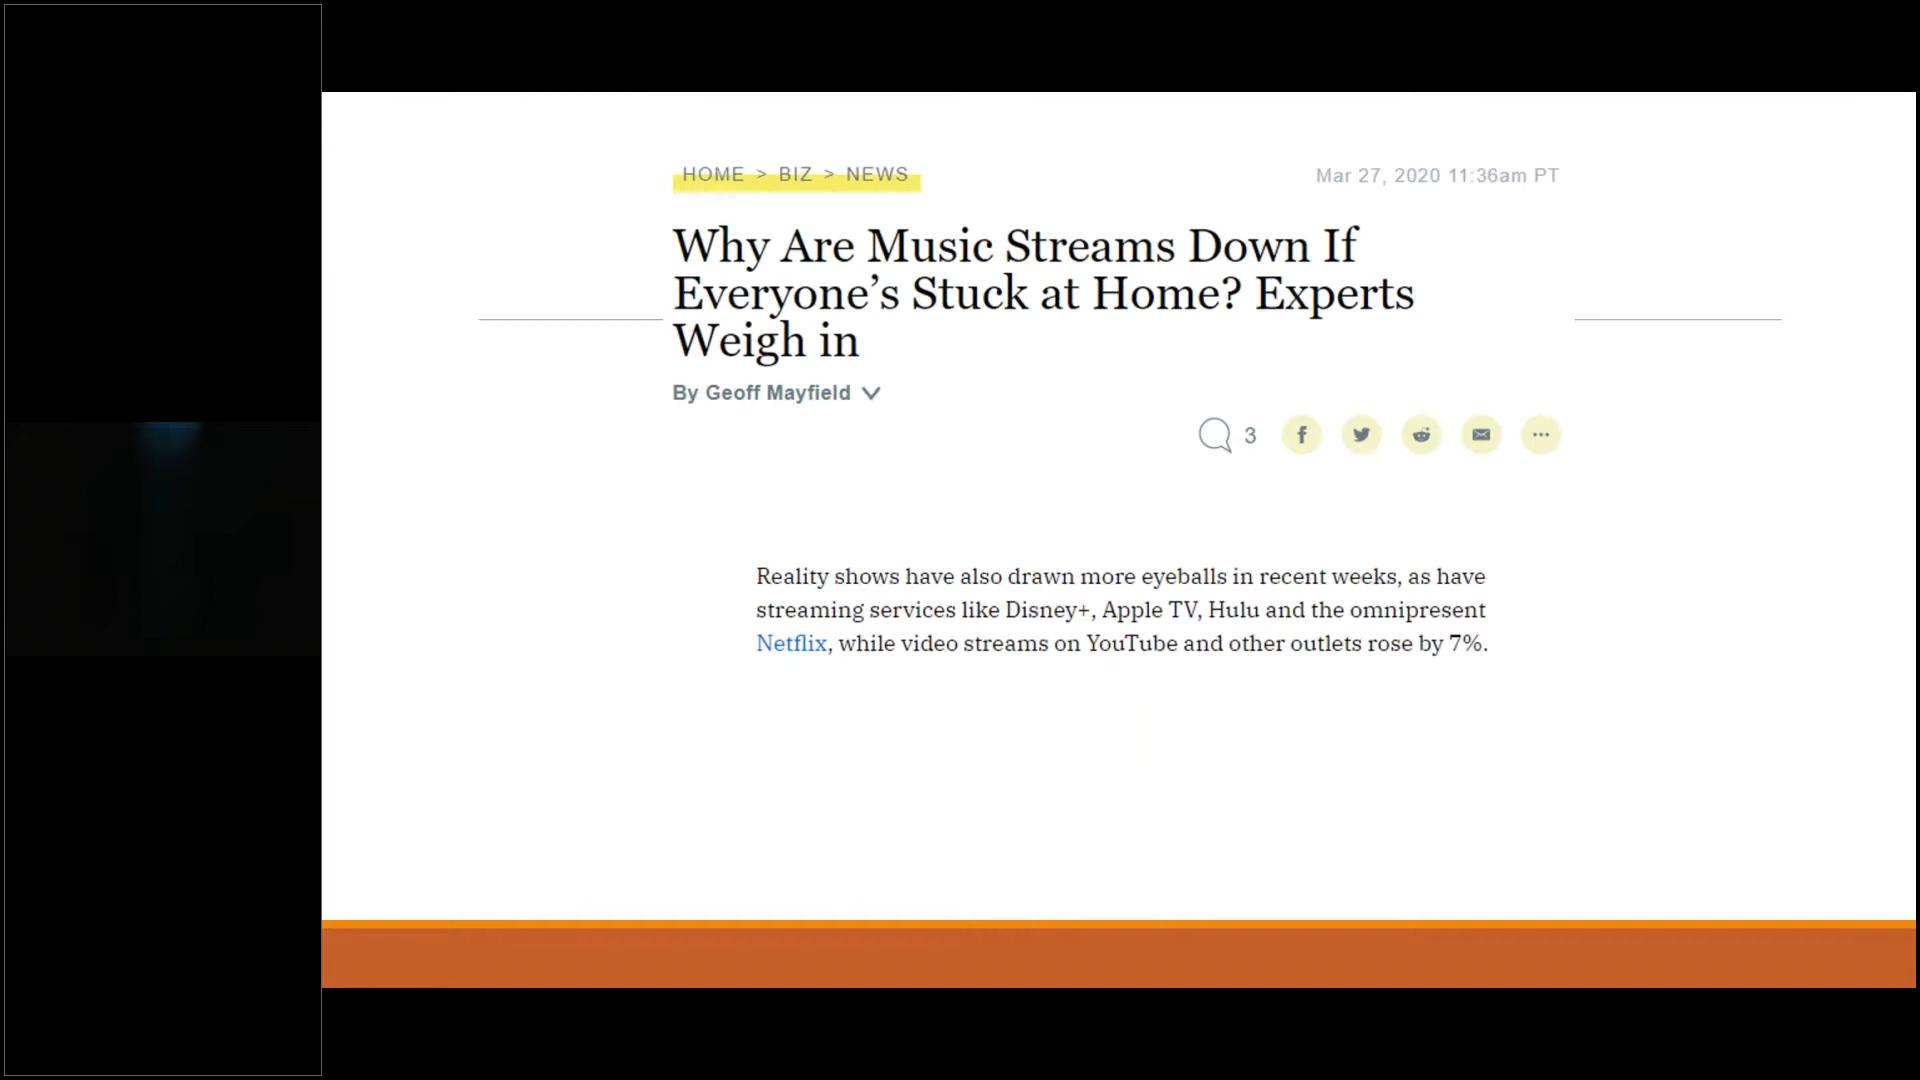 HOME > BIZ > NEWS
Mar 27, 2020 11:36am PT
Why Are Music Streams Down If
Everyone’s Stuck at Home? Experts
Weigh in
By Geoff Mayfield
3
Reality shows have also drawn more eyeballs in recent weeks, as have
streaming services like Disney+, Apple TV, Hulu and the omnipresent
Netflix, while video streams on YouTube and other outlets rose by 7%.